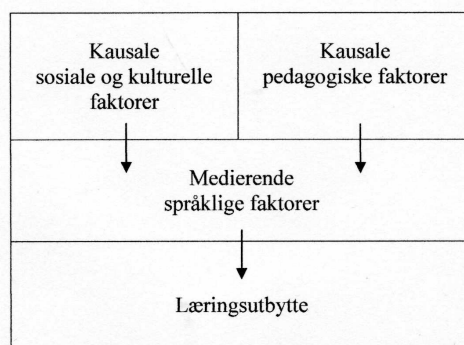 Kausale
sosiale og kulturelle
faktorer
Kausale
pedagogiske faktorer
Medierende
språklige faktorer
Læringsutbytte